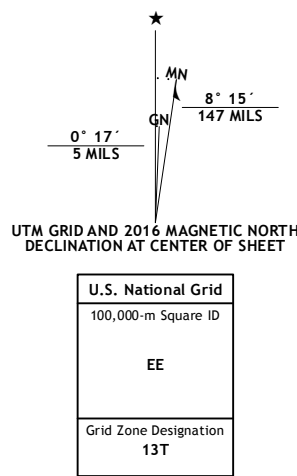 ★
MN
GN
8° 15´
147 MILS
0° 17´
5 MILS
UTM GRID AND 2016 MAGNETIC NORTH
DECLINATION AT CENTER OF SHEET
U.S. National Grid
100,000-m Square ID
EE
Grid Zone Designation
13T